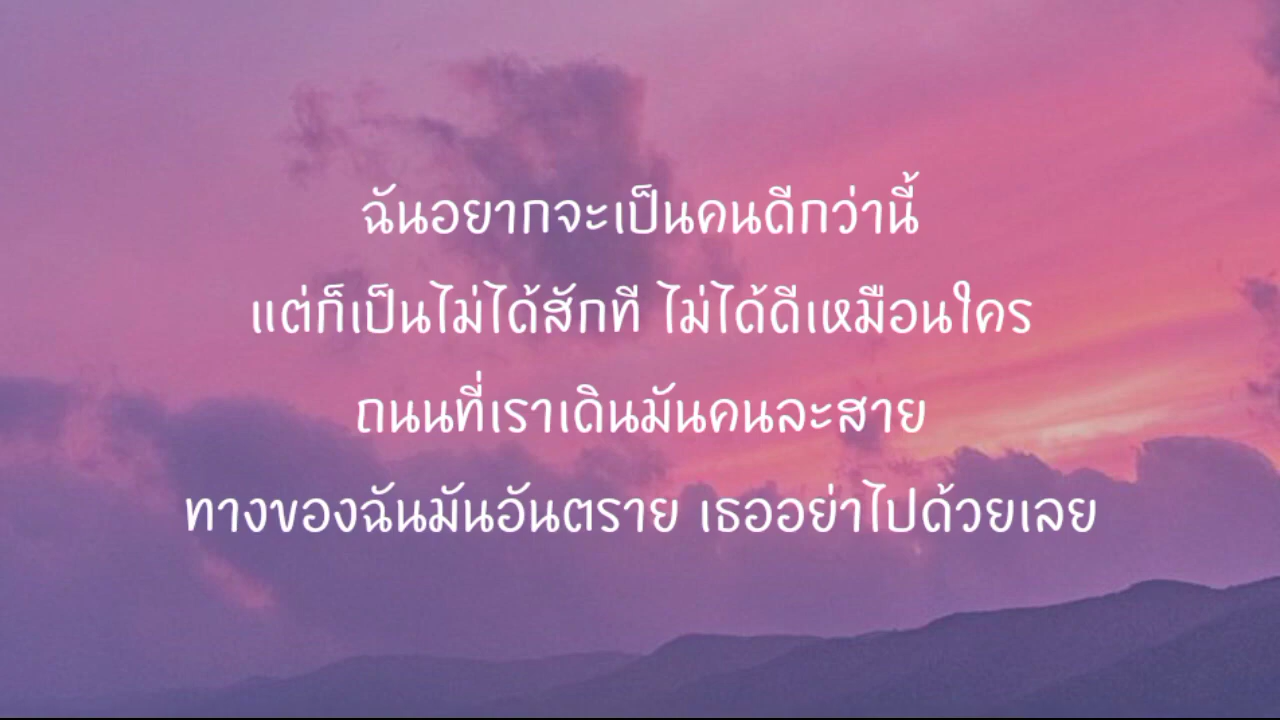 ฉันอยากจะเป็นคนดีกว่านี้
แต่ก็เป็นไม่ได้สักที ไม่ได้ดีเหมือนใคร
ถนนที่เราเดินมันคนละสาย
ทางของฉันมันอันตราย เธออย่าไปด้วยเลย